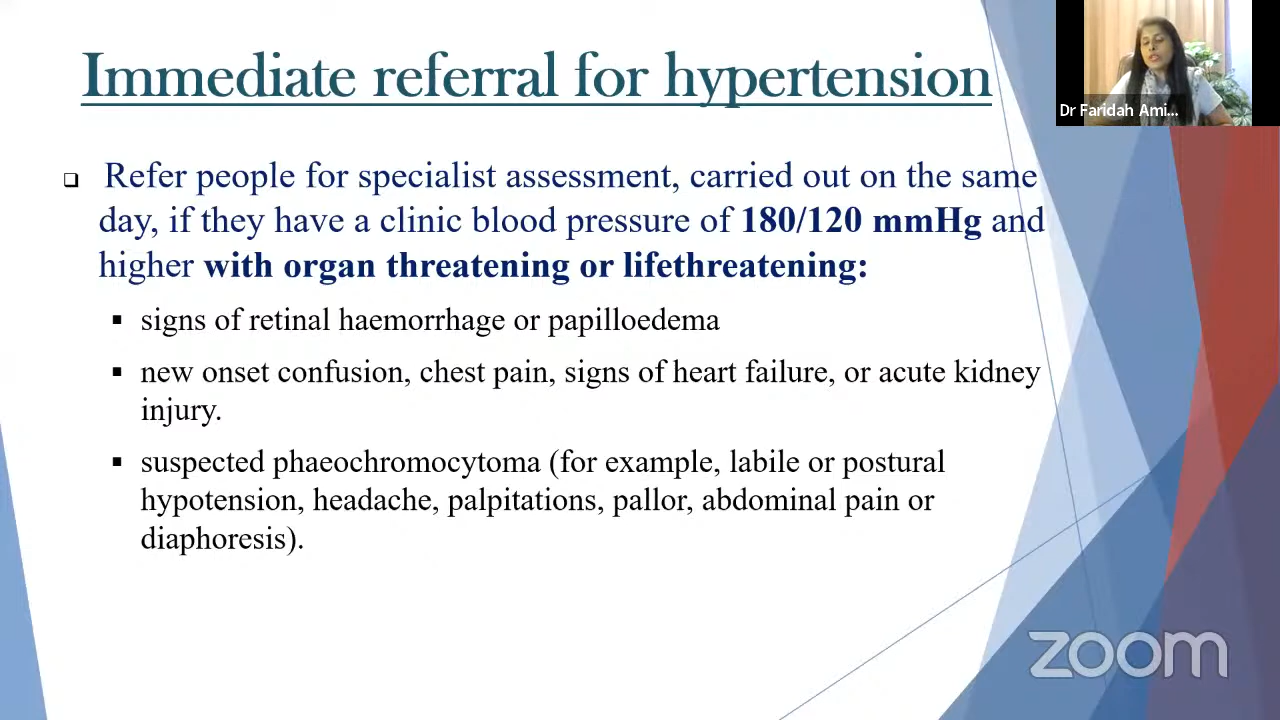 Immediate referral for hypertension
Dr Faridah Ami...
Refer people for specialist assessment, carried out on the same
day, if they have a clinic blood pressure of 180/120 mmHg and
higher with organ threatening or lifethreatening:
signs of retinal haemorrhage or papilloedema
new onset confusion, chest pain, signs of heart failure, or acute kidney
injury.
suspected phaeochromocytoma (for example, labile or postural
hypotension, headache, palpitations, pallor, abdominal pain or
diaphoresis).
zoom